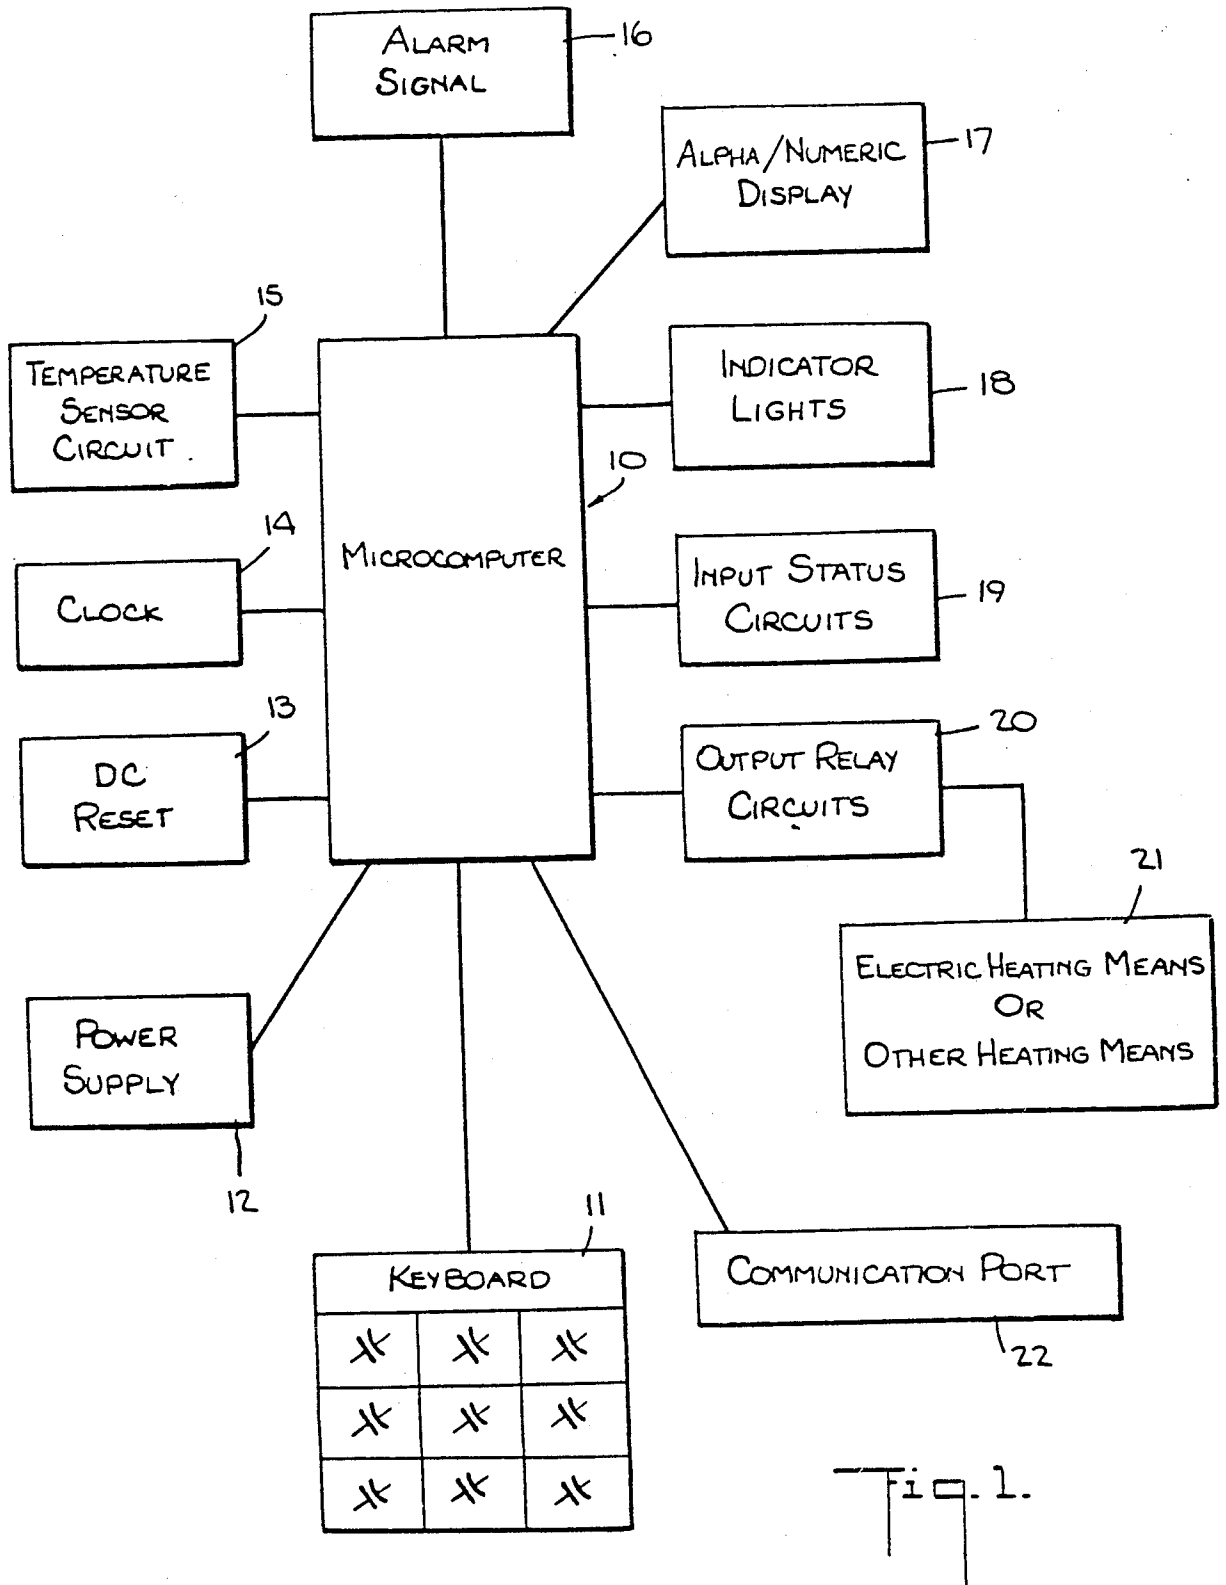 ALARM
SIGNAL
16
ALPHA/NUMERIC
DISPLAY
17
15
TEMPERATURE
SENSOR
CIRCUIT
INDICATOR
LIGHTS
18
10
14
CLOCK
MICROCOMPUTER
INPUT STATUS
CIRCUITS
19
13
DC
RESET
OUTPUT RELAY
CIRCUITS
20
21
ELECTRIC HEATING MEANS
OR
OTHER HEATING MEANS
POWER
SUPPLY
12
11
KEYBOARD
COMMUNICATION PORT
22
Fig. 1.